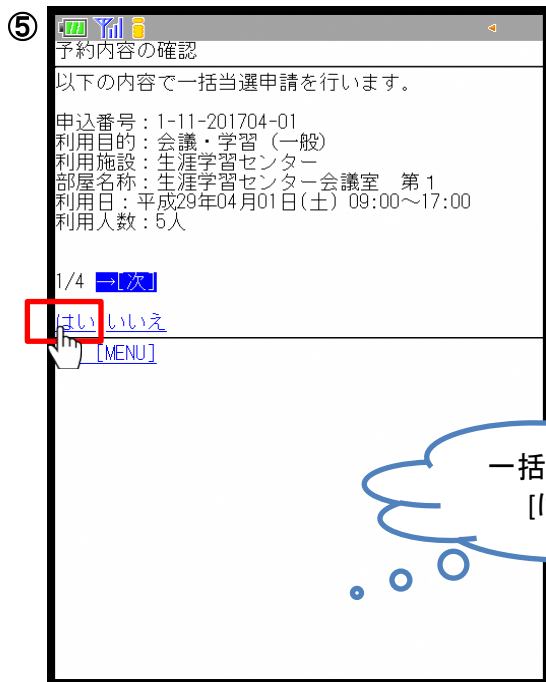 ⑤
予約内容の確認
以下の内容で一括当選申請を行います。
申込番号：1-11-201704-01
利用目的：会議・学習（一般）
利用施設：生涯学習センター
部屋名称：生涯学習センター会議室　第１
利用日：平成29年04月01日(土) 09:00～17:00
利用人数：5人
1/4 →[次]
はい いいえ
[MENU]
一括